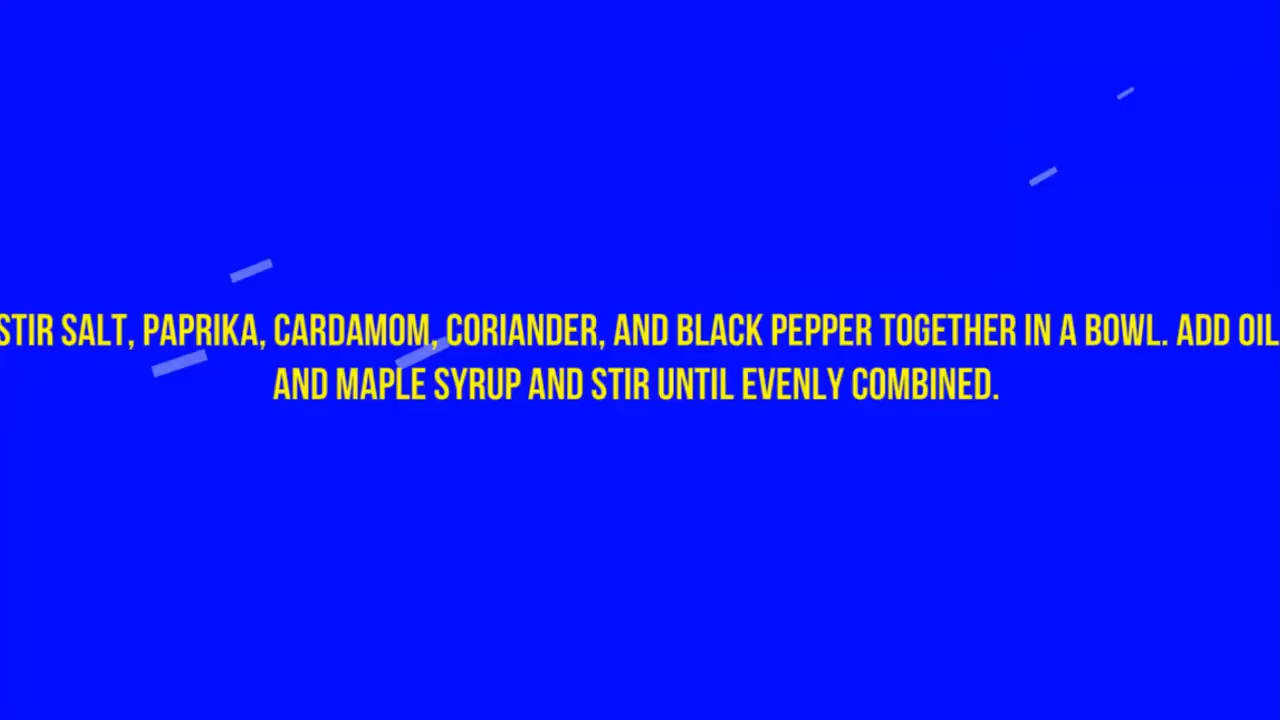 STIR SALT, PAPRIKA, CARDAMOM, CORIANDER, AND BLACK PEPPER TOGETHER IN A BOWL. ADD OIL
AND MAPLE SYRUP AND STIR UNTIL EVENLY COMBINED.